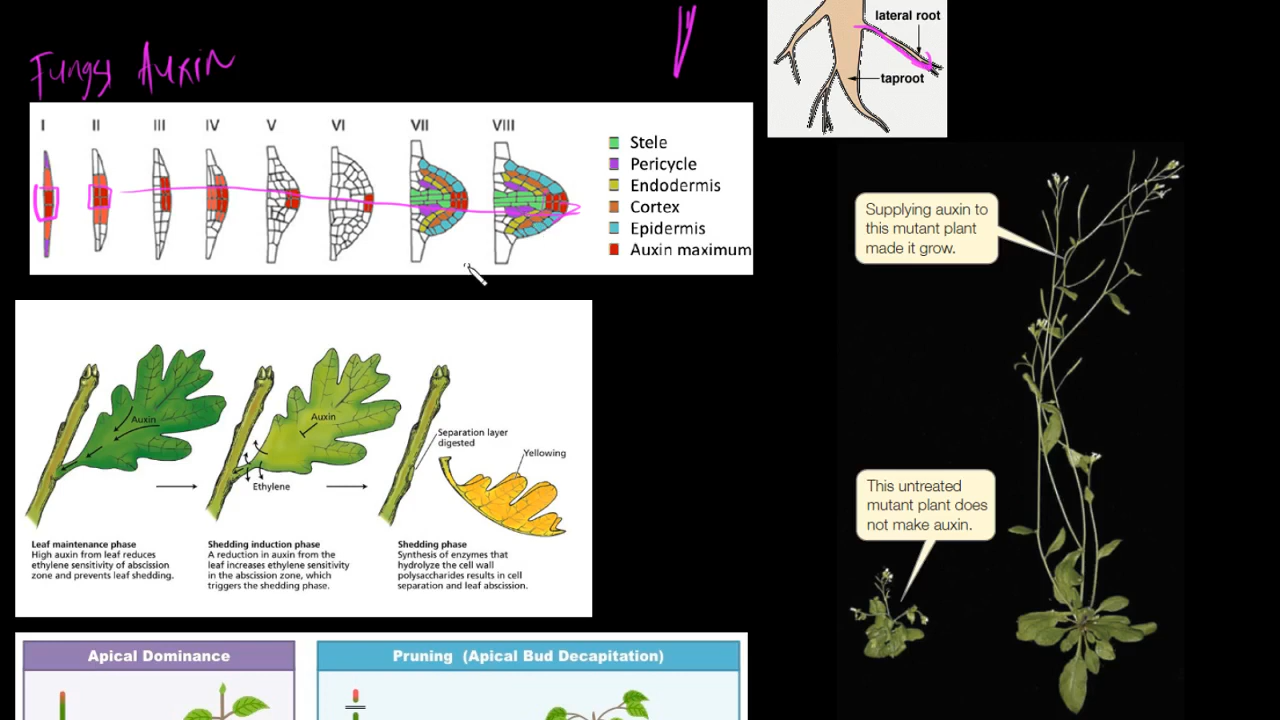 lateral root
taproot
Auxin
I II III IV V VI VII VIII
Stele
Pericycle
Endodermis
Cortex
Epidermis
Auxin maximum
Supplying auxin to
this mutant plant
made it grow.
This untreated
mutant plant does
not make auxin.
Auxin
Auxin
Ethylene
Separation layer
digested
Yellowing
Leaf maintenance phase
High auxin from leaf reduces
ethylene sensitivity of abscission
zone and prevents leaf shedding.
Shedding induction phase
A reduction in auxin from the
leaf increases ethylene sensitivity
in the abscission zone, which
triggers the shedding phase.
Shedding phase
Synthesis of enzymes that
hydrolyze the cell wall
polysaccharides results in cell
separation and leaf abscission.
Apical Dominance
Pruning (Apical Bud Decapitation)